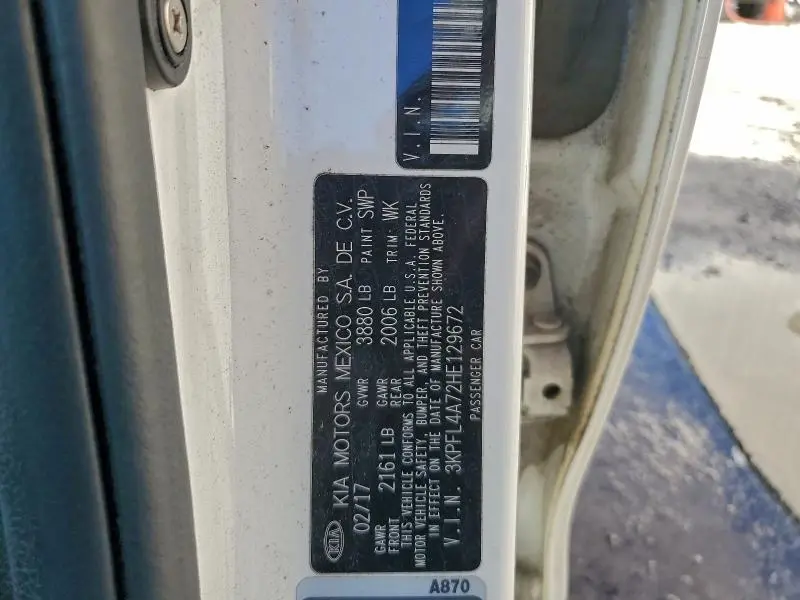 V.I.N.
MANUFACTURED BY
KIA KIA MOTORS MEXICO S.A. DE C.V.
02/17 GVWR 3880 LB PAINT SWP
GAWR FRONT 2161 LB GAWR REAR 2006 LB TRIM: WK
THIS VEHICLE CONFORMS TO ALL APPLICABLE U.S.A. FEDERAL
MOTOR VEHICLE SAFETY, BUMPER, AND THEFT PREVENTION STANDARDS
IN EFFECT ON THE DATE OF MANUFACTURE SHOWN ABOVE.
V.I.N. 3KPFL4A72HE129672
PASSENGER CAR
A870